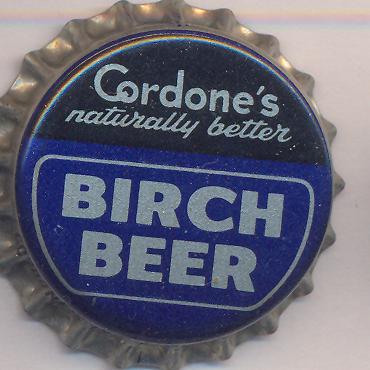 Cordone's
naturally better
BIRCH
BEER